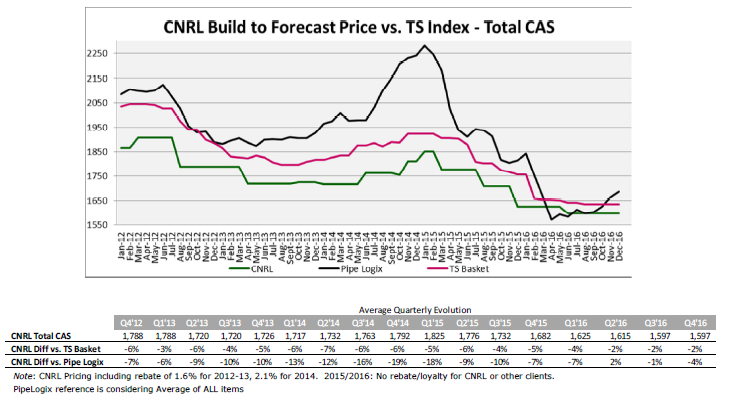 CNRL Build to Forecast Price vs. TS Index - Total CAS
2250
2150
2050
1950
1850
1750
1650
1550
Jan-12 Feb-12 Mar-12 Apr-12 May-12 Jun-12 Jul-12 Aug-12 Sept-12 Oct-12 Nov-12 Dec-12 Jan-13 Feb-13 Mar-13 Apr-13 May-13 Jun-13 Jul-13 Aug-13 Sept-13 Oct-13 Nov-13 Dec-13 Jan-14 Feb-14 Mar-14 Apr-14 May-14 Jun-14 Jul-14 Aug-14 Sept-14 Oct-14 Nov-14 Dec-14 Jan-15 Feb-15 Mar-15 Apr-15 May-15 Jun-15 Jul-15 Aug-15 Sept-15 Oct-15 Nov-15 Dec-15 Jan-16 Feb-16 Mar-16 Apr-16 May-16 Jun-16 Jul-16 Aug-16 Sept-16 Oct-16 Nov-16 Dec-16
CNRL Pipe Logix TS Basket
Average Quarterly Evolution
Q4'12 Q1'13 Q2'13 Q3'13 Q4'13 Q1'14 Q2'14 Q3'14 Q4'14 Q1'15 Q2'15 Q3'15 Q4'15 Q1'16 Q2'16 Q3'16 Q4'16
CNRL Total CAS 1,788 1,788 1,720 1,720 1,726 1,717 1,732 1,763 1,792 1,825 1,776 1,732 1,682 1,625 1,615 1,597 1,597
CNRL Diff vs. TS Basket -6% -3% -6% -4% -5% -6% -7% -6% -6% -5% -6% -4% -5% -4% -2% -2% -2%
CNRL Diff vs. Pipe Logix -7% -6% -9% -10% -10% -13% -12% -16% -19% -18% -9% -10% -7% -7% 2% -1% -4%
Note: CNRL Pricing including rebate of 1.6% for 2012-13, 2.1% for 2014. 2015/2016: No rebate/loyalty for CNRL or other clients.
PipeLogix reference is considering Average of ALL items